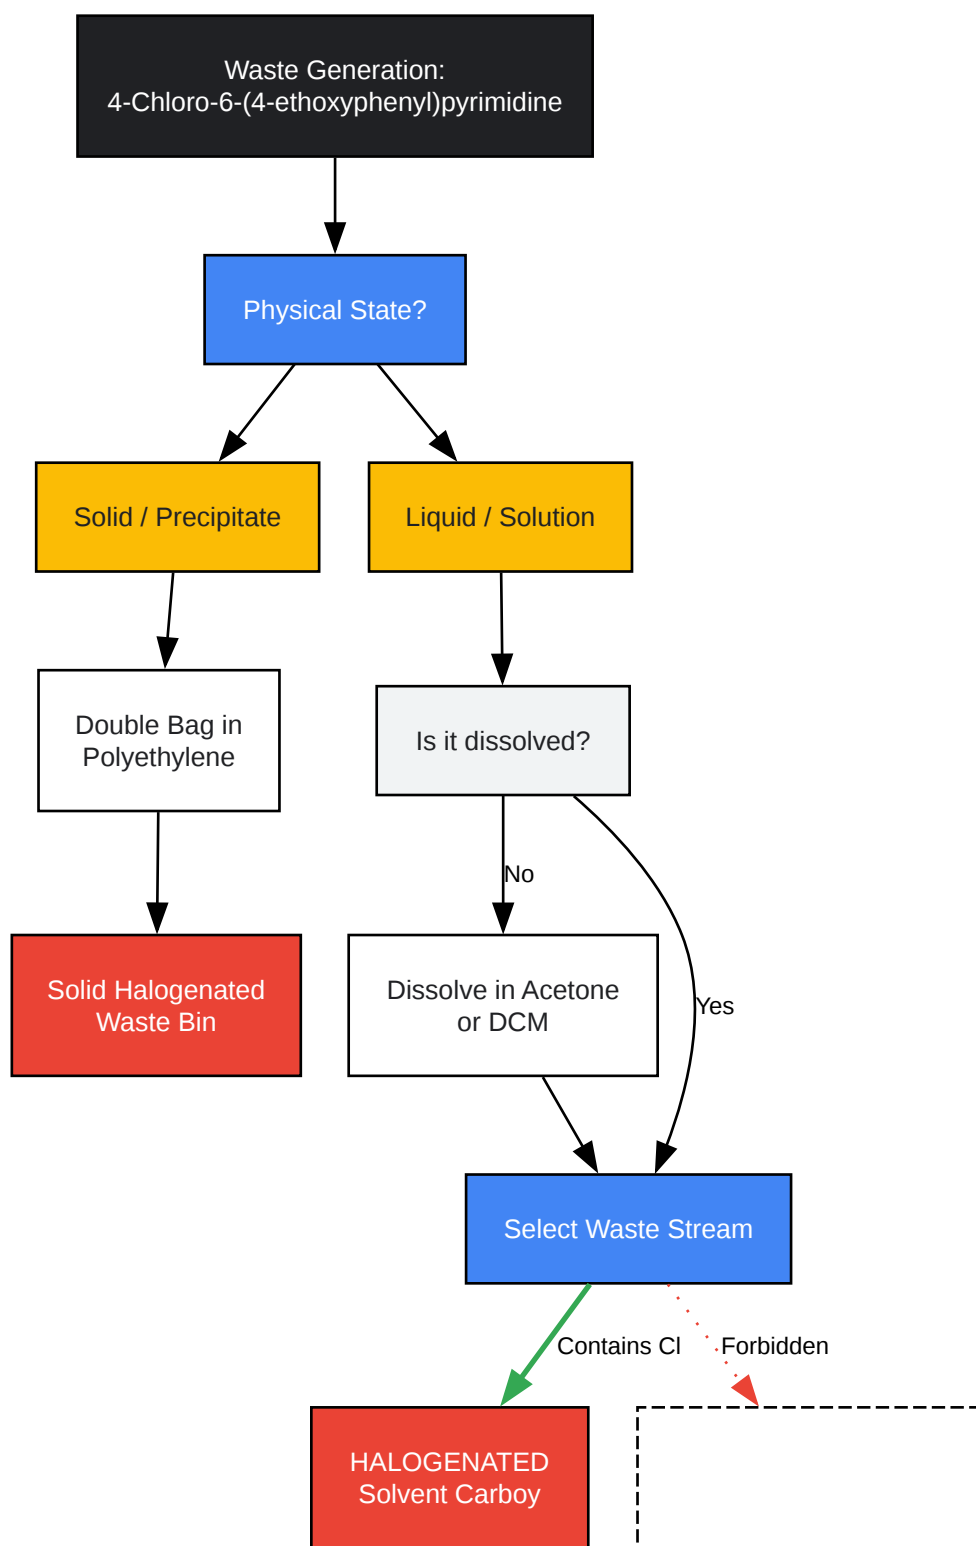 Waste Generation:
4-Chloro-6-(4-ethoxyphenyl)pyrimidine
Physical State?
Solid / Precipitate
Liquid / Solution
Double Bag in
Polyethylene
Is it dissolved?
No
Solid Halogenated
Waste Bin
Dissolve in Acetone
or DCM
Yes
Select Waste Stream
Contains Cl
Forbidden
HALOGENATED
Solvent Carboy